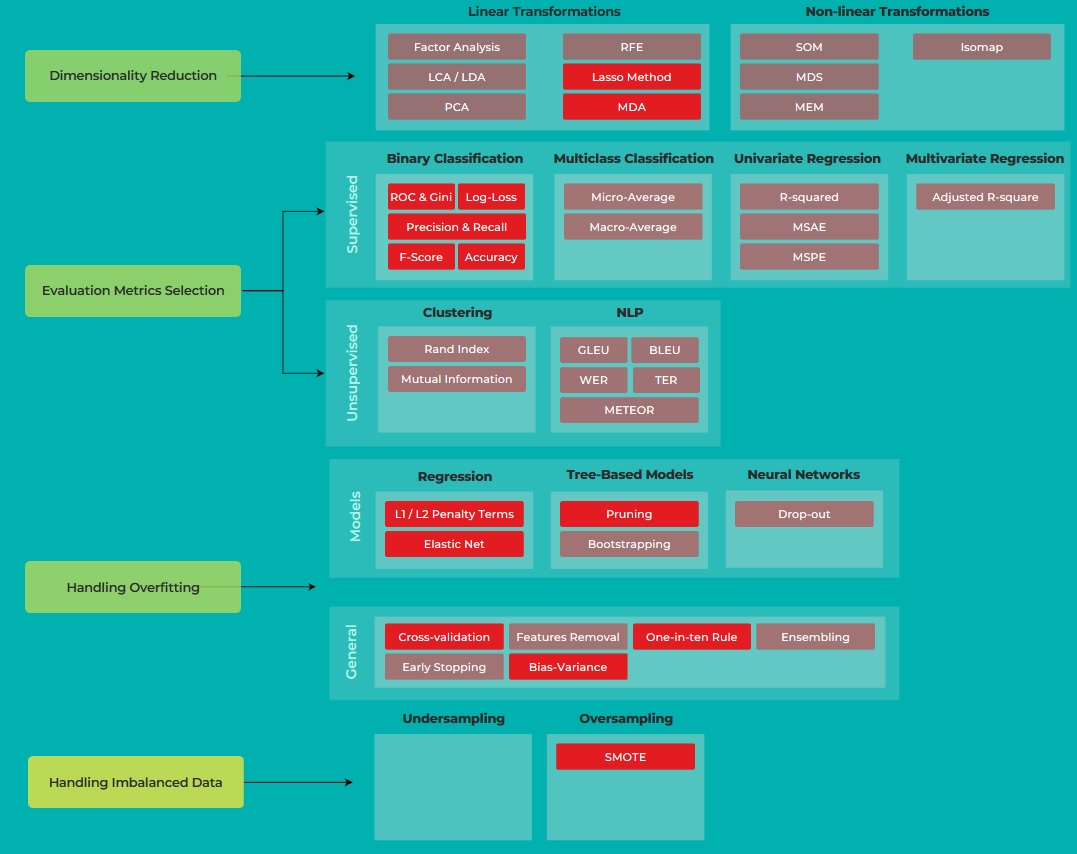 Linear Transformations
Non-linear Transformations
Dimensionality Reduction
Factor Analysis
RFE
LCA / LDA
Lasso Method
PCA
MDA
SOM
Isomap
MDS
MEM
Evaluation Metrics Selection
Supervised
Binary Classification
ROC & Gini
Log-Loss
Precision & Recall
F-Score
Accuracy
Multiclass Classification
Micro-Average
Macro-Average
Univariate Regression
R-squared
MSAE
MSPE
Multivariate Regression
Adjusted R-square
Unsupervised
Clustering
Rand Index
Mutual Information
NLP
GLEU
BLEU
WER
TER
METEOR
Handling Overfitting
Models
Regression
L1 / L2 Penalty Terms
Elastic Net
Tree-Based Models
Pruning
Bootstrapping
Neural Networks
Drop-out
General
Cross-validation
Features Removal
One-in-ten Rule
Ensembling
Early Stopping
Bias-Variance
Handling Imbalanced Data
Undersampling
Oversampling
SMOTE